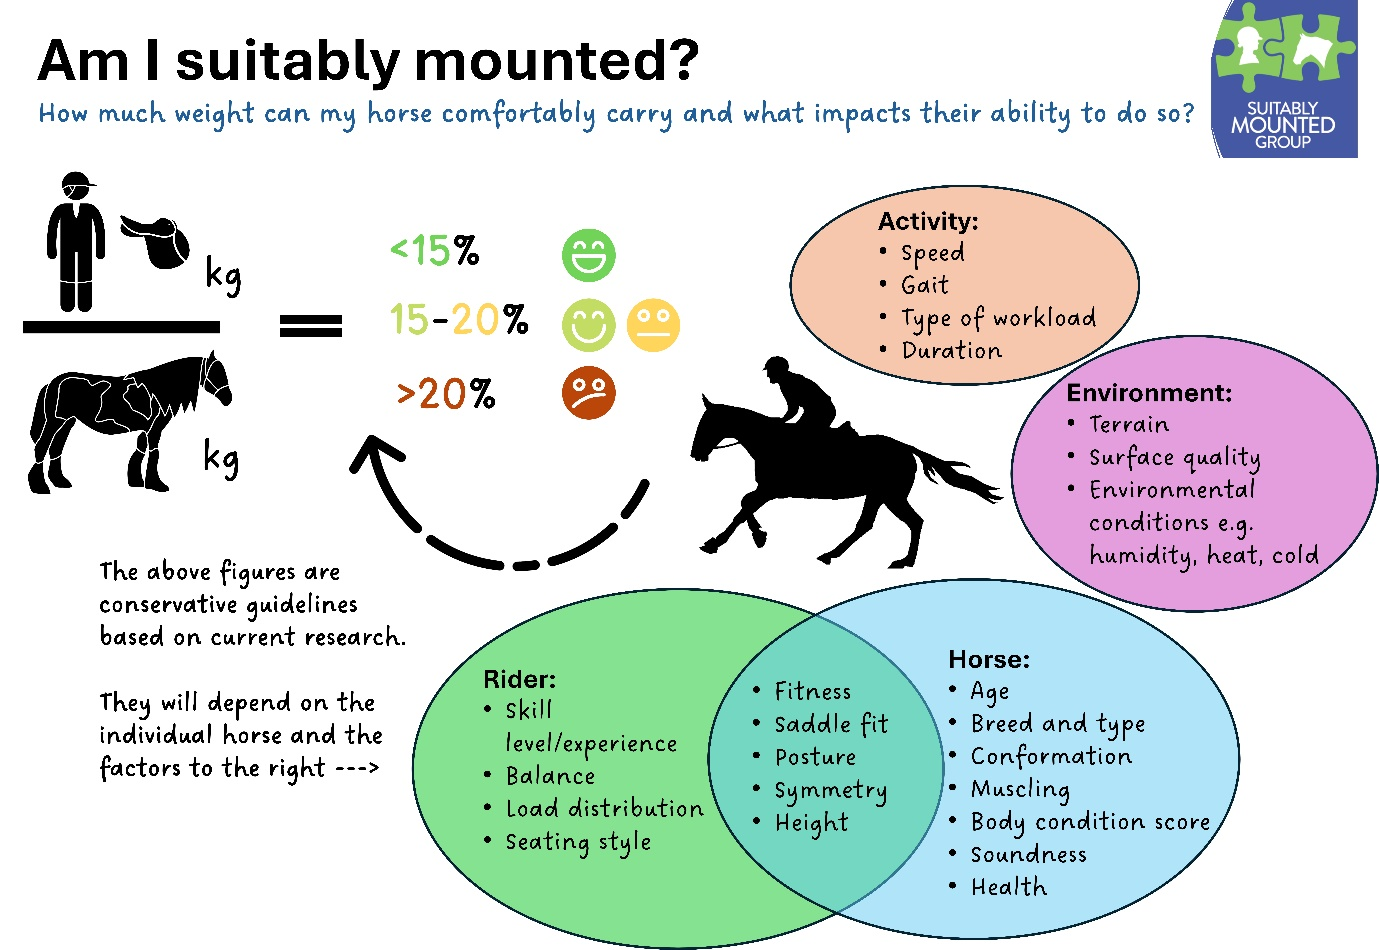 Am I suitably mounted?
How much weight can my horse comfortably carry and what impacts their ability to do so?
SUITABLY
MOUNTED
GROUP
kg
kg
<15%
15-20%
>20%
The above figures are
conservative guidelines
based on current research.
They will depend on the
individual horse and the
factors to the right --->
Activity:
• Speed
• Gait
• Type of workload
• Duration
Environment:
• Terrain
• Surface quality
• Environmental
conditions e.g.
humidity, heat, cold
Rider:
• Skill
level/experience
• Balance
• Load distribution
• Seating style
• Fitness
• Saddle fit
• Posture
• Symmetry
• Height
Horse:
• Age
• Breed and type
• Conformation
• Muscling
• Body condition score
• Soundness
• Health